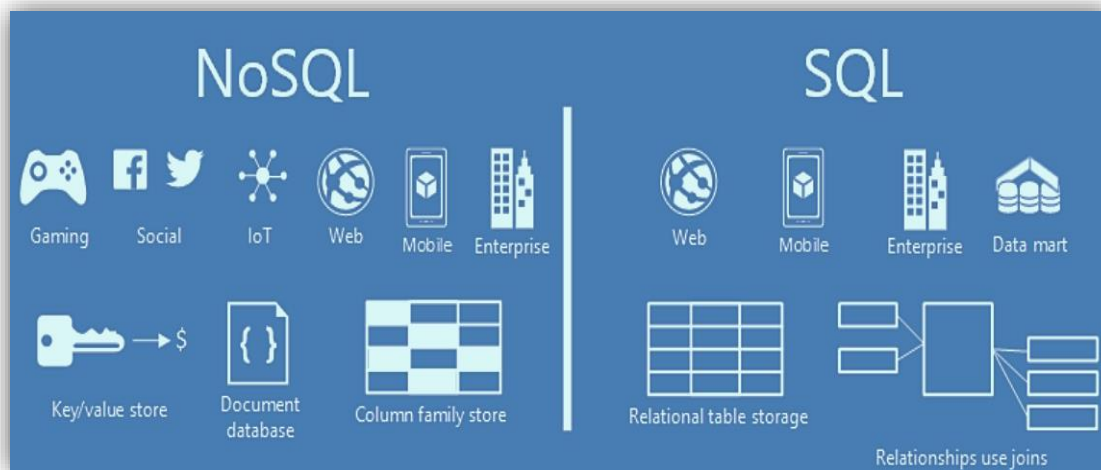 NoSQL
SQL
Gaming
Social
IoT
Web
Mobile
Enterprise
Web
Mobile
Enterprise
Data mart
{ }
$
Key/value store
Document
database
Column family store
Relational table storage
Relationships use joins